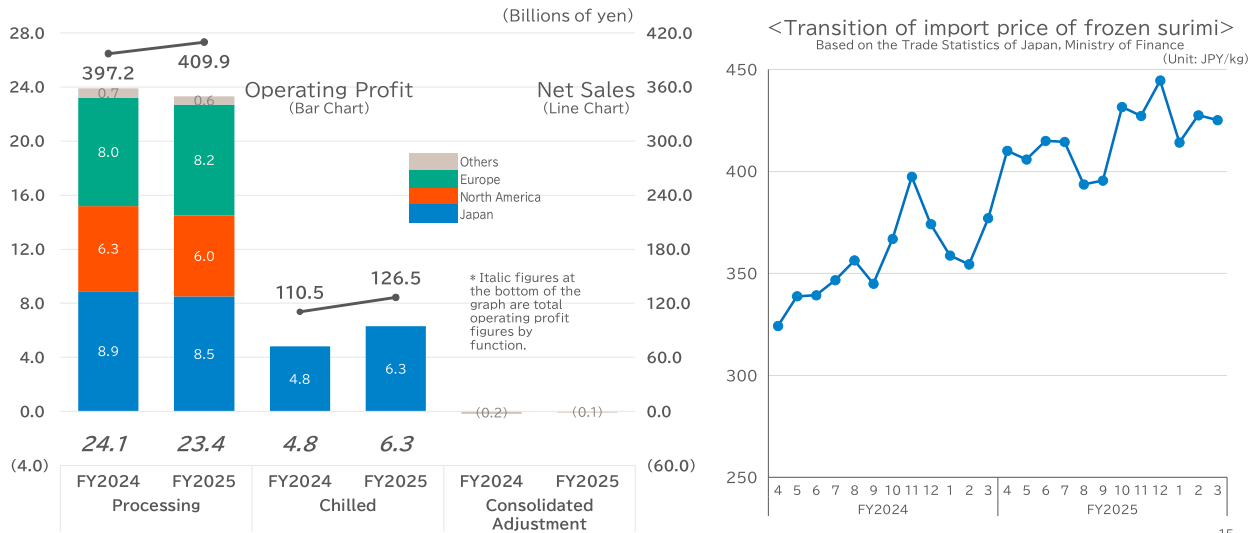 (Billions of yen)
28.0
24.0
20.0
16.0
12.0
8.0
4.0
0.0
(4.0)
420.0
360.0
300.0
240.0
180.0
120.0
60.0
0.0
(60.0)
397.2
409.9
Operating Profit
(Bar Chart)
Net Sales
(Line Chart)
0.7
8.0
6.3
8.9
0.6
8.2
6.0
8.5
Others
Europe
North America
Japan
110.5
126.5
4.8
6.3
* Italic figures at
the bottom of the
graph are total
operating profit
figures by
function.
(0.2)
(0.1)
24.1 23.4 4.8 6.3
FY2024 FY2025 FY2024 FY2025 FY2024 FY2025
Processing Chilled Consolidated
Adjustment
<Transition of import price of frozen surimi>
Based on the Trade Statistics of Japan, Ministry of Finance
(Unit: JPY/kg)
450
400
350
300
250
4 5 6 7 8 9 10 11 12 1 2 3 4 5 6 7 8 9 10 11 12 1 2 3
FY2024 FY2025